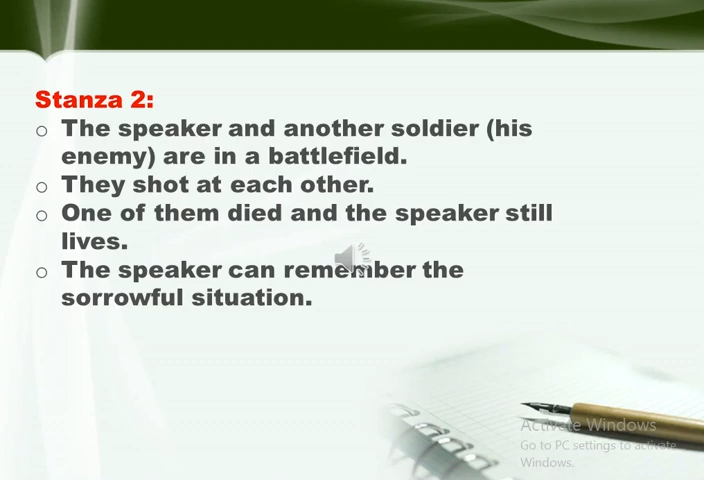 Stanza 2:
○ The speaker and another soldier (his
enemy) are in a battlefield.
○ They shot at each other.
○ One of them died and the speaker still
lives.
○ The speaker can remember the
sorrowful situation.
Activate Windows
Go to PC settings to activate
Windows.